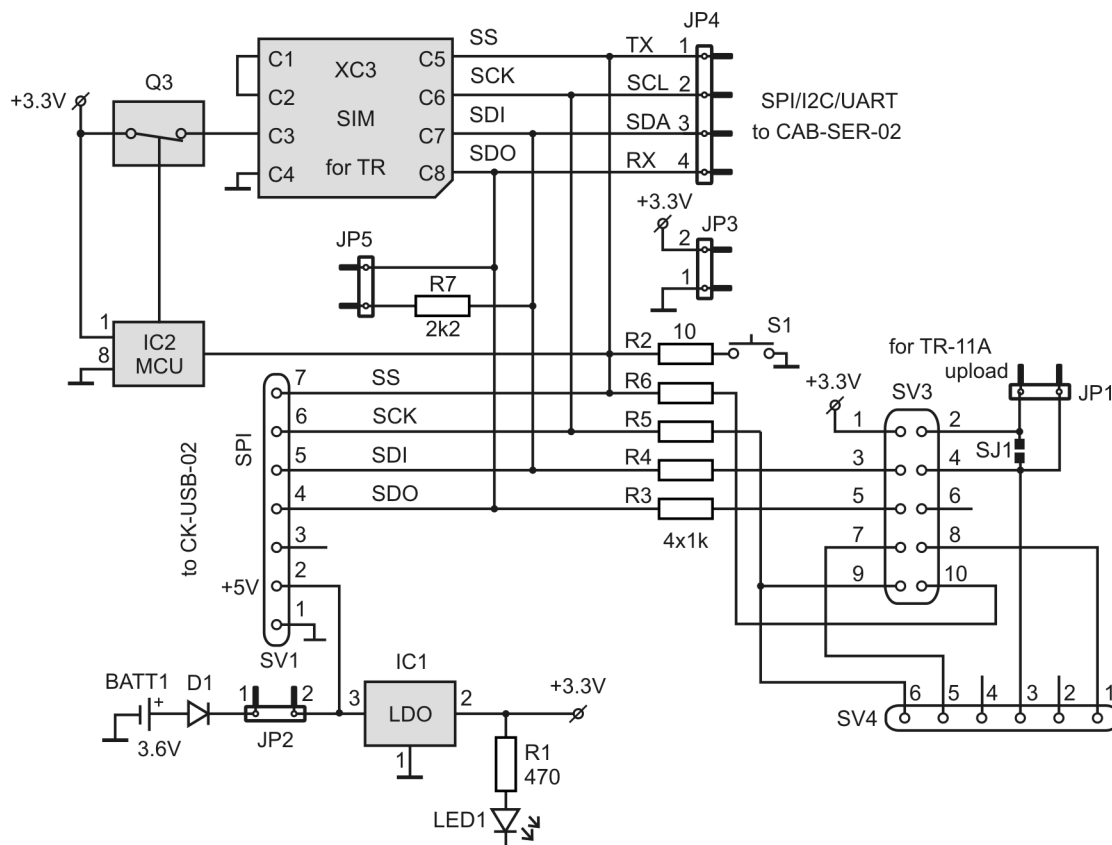 JP4
SS
TX
1
C1
C5
XC3
Q3
SCK
SCL
2
+3.3V
C2
C6
SPI/I2C/UART
SIM
SDI
SDA
3
to CAB-SER-02
C3
C7
SDO
RX
4
for TR
C4
C8
+3.3V
JP3
2
JP5
R7
1
2k2
1
IC2
8
MCU
R2
10
S1
for TR-11A
upload
7
SS
R6
+3.3V
SV3
JP1
6
SCK
R5
1
2
SPI
SJ1
5
SDI
R4
3
4
to CK-USB-02
4
SDO
R3
5
6
3
4x1k
7
8
2
+5V
9
10
1
SV1
IC1
BATT1
D1
+
1
2
3
LDO
2
+3.3V
6
5
4
3
2
1
SV4
3.6V
JP2
1
R1
470
LED1